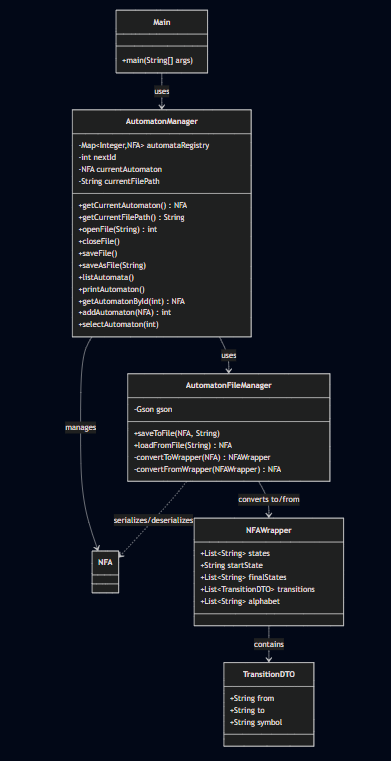 Main
+main(String[] args)
uses
AutomatonManager
-Map<Integer,NFA> automataRegistry
-int nextId
-NFA currentAutomaton
-String currentFilePath
+getCurrentAutomaton() : NFA
+getCurrentFilePath() : String
+openFile(String) : int
+closeFile()
+saveFile()
+saveAsFile(String)
+listAutomata()
+printAutomaton()
+getAutomatonById(int) : NFA
+addAutomaton(NFA) : int
+selectAutomaton(int)
uses
AutomatonFileManager
-Gson gson
+saveToFile(NFA, String)
+loadFromFile(String) : NFA
-convertToWrapper(NFA) : NFAWrapper
-convertFromWrapper(NFAWrapper) : NFA
manages
converts to/from
serializes/deserializes
NFA
NFAWrapper
+List<String> states
+String startState
+List<String> finalStates
+List<TransitionDTO> transitions
+List<String> alphabet
contains
TransitionDTO
+String from
+String to
+String symbol